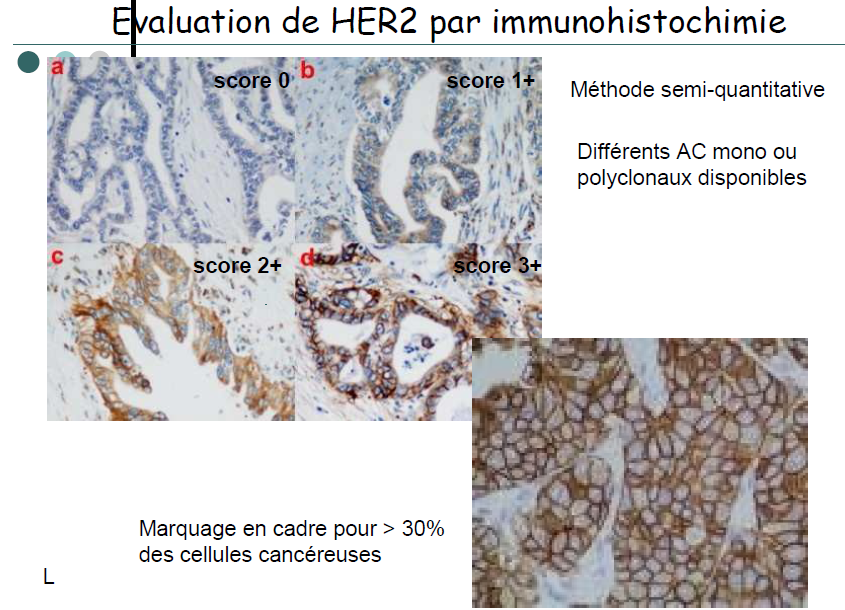 Evaluation de HER2 par immunohistochimie
a
score 0
b
score 1+
Méthode semi-quantitative
Différents AC mono ou
polyclonaux disponibles
c
score 2+
d
score 3+
Marquage en cadre pour > 30%
des cellules cancéreuses
L